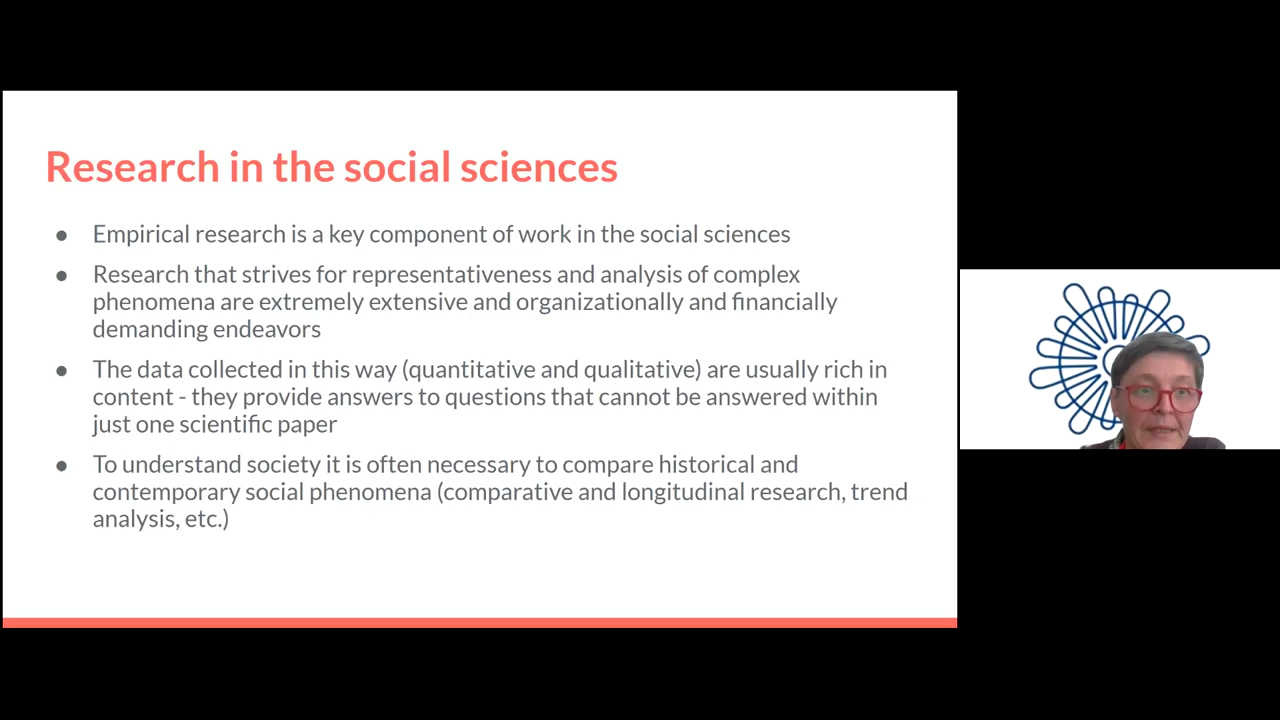 Research in the social sciences
● Empirical research is a key component of work in the social sciences
● Research that strives for representativeness and analysis of complex
phenomena are extremely extensive and organizationally and financially
demanding endeavors
● The data collected in this way (quantitative and qualitative) are usually rich in
content - they provide answers to questions that cannot be answered within
just one scientific paper
● To understand society it is often necessary to compare historical and
contemporary social phenomena (comparative and longitudinal research, trend
analysis, etc.)